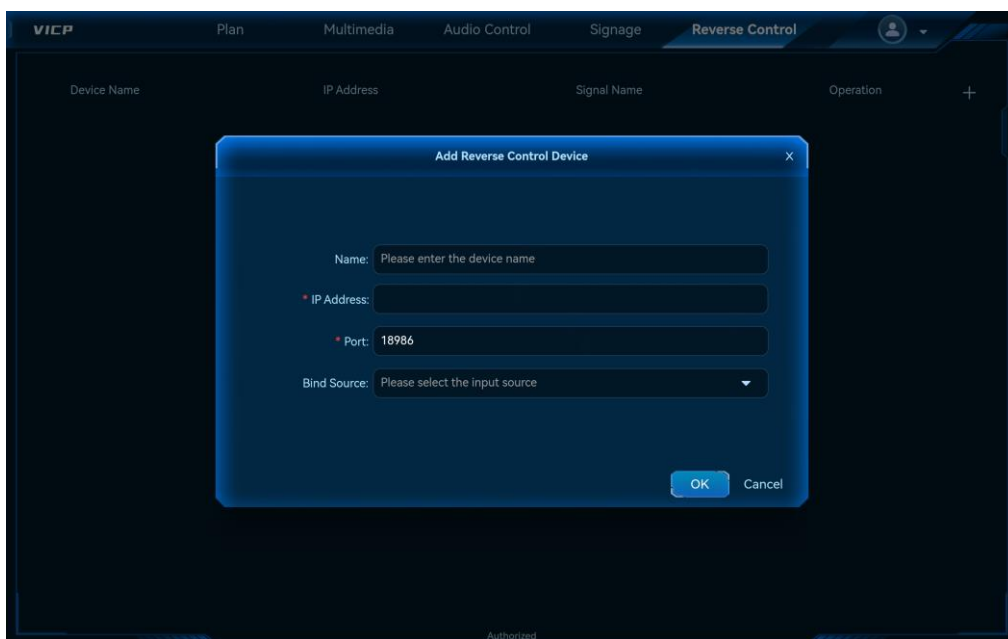 VICP Plan Multimedia Audio Control Signage Reverse Control
Device Name IP Address Signal Name Operation +
Add Reverse Control Device X
Name: Please enter the device name
* IP Address:
* Port: 18986
Bind Source: Please select the input source
OK Cancel
Authorized